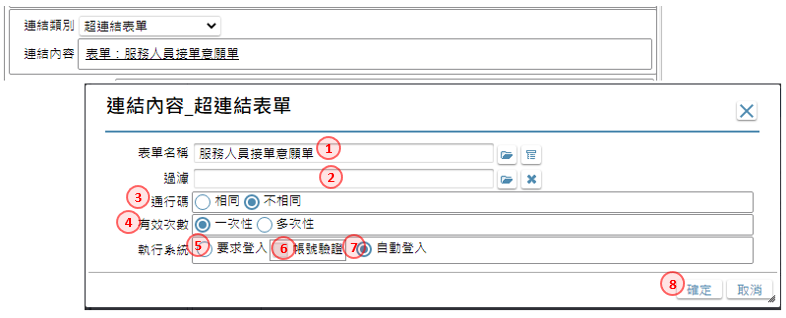 連結類別 超連結表單
連結內容 表單：服務人員接單意願單
連結內容_超連結表單
表單名稱 服務人員接單意願單 1
過濾 2
3 通行碼 相同 不相同
4 有效次數 一次性 多次性
執行系統 5 要求登入 6 帳號驗證 7 自動登入
8 確定 取消